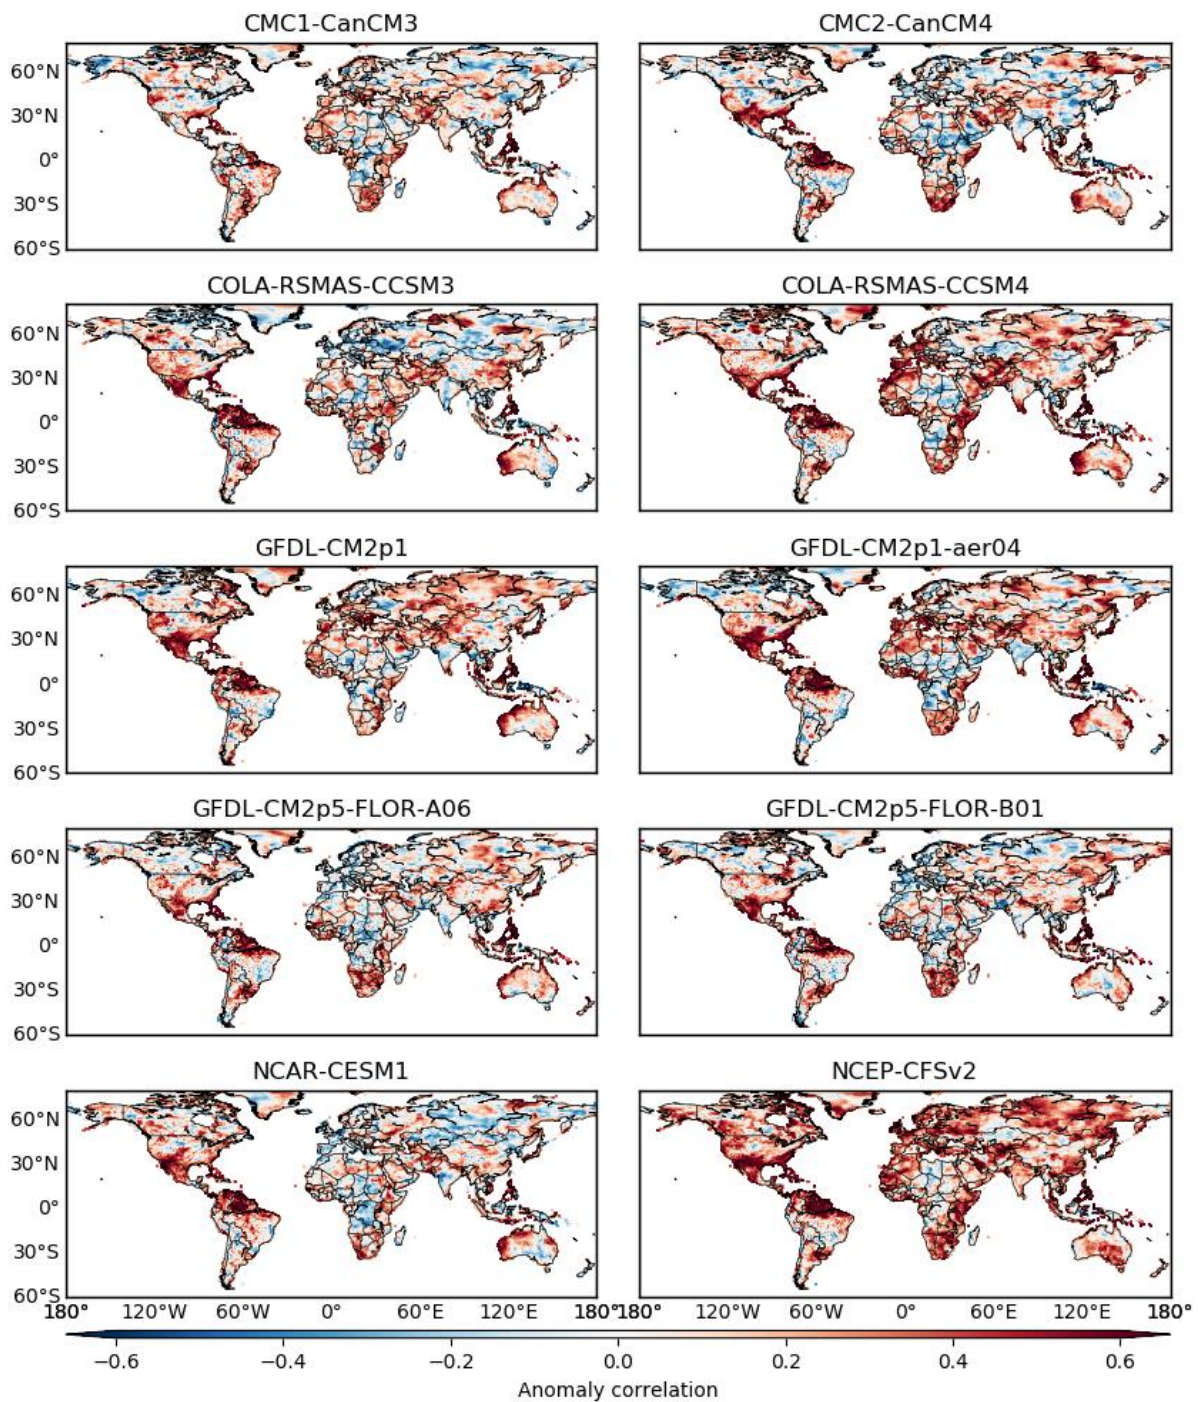 CMC1-CanCM3 CMC2-CanCM4
60°N
30°N
0°
30°S
60°S
COLA-RSMAS-CCSM3 COLA-RSMAS-CCSM4
60°N
30°N
0°
30°S
60°S
GFDL-CM2p1 GFDL-CM2p1-aer04
60°N
30°N
0°
30°S
60°S
GFDL-CM2p5-FLOR-A06 GFDL-CM2p5-FLOR-B01
60°N
30°N
0°
30°S
60°S
NCAR-CESM1 NCEP-CFSv2
60°N
30°N
0°
30°S
60°S
180° 120°W 60°W 0° 60°E 120°E 180° 180° 120°W 60°W 0° 60°E 120°E 180°
−0.6 −0.4 −0.2 0.0 0.2 0.4 0.6
Anomaly correlation